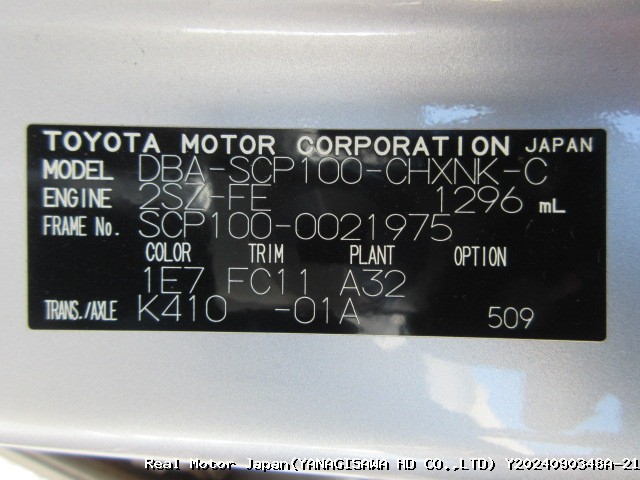 TOYOTA MOTOR CORPORATION JAPAN
MODEL DBA-SCP100-CHXNK-C
ENGINE 2SZ-FE 1296 mL
FRAME No. SCP100-0021975
COLOR TRIM PLANT OPTION
1E7 FC11 A32
TRANS./AXLE K410 -01A 509
Real Motor Japan(YANAGISAWA HD CO.,LTD) Y2024090348A-21